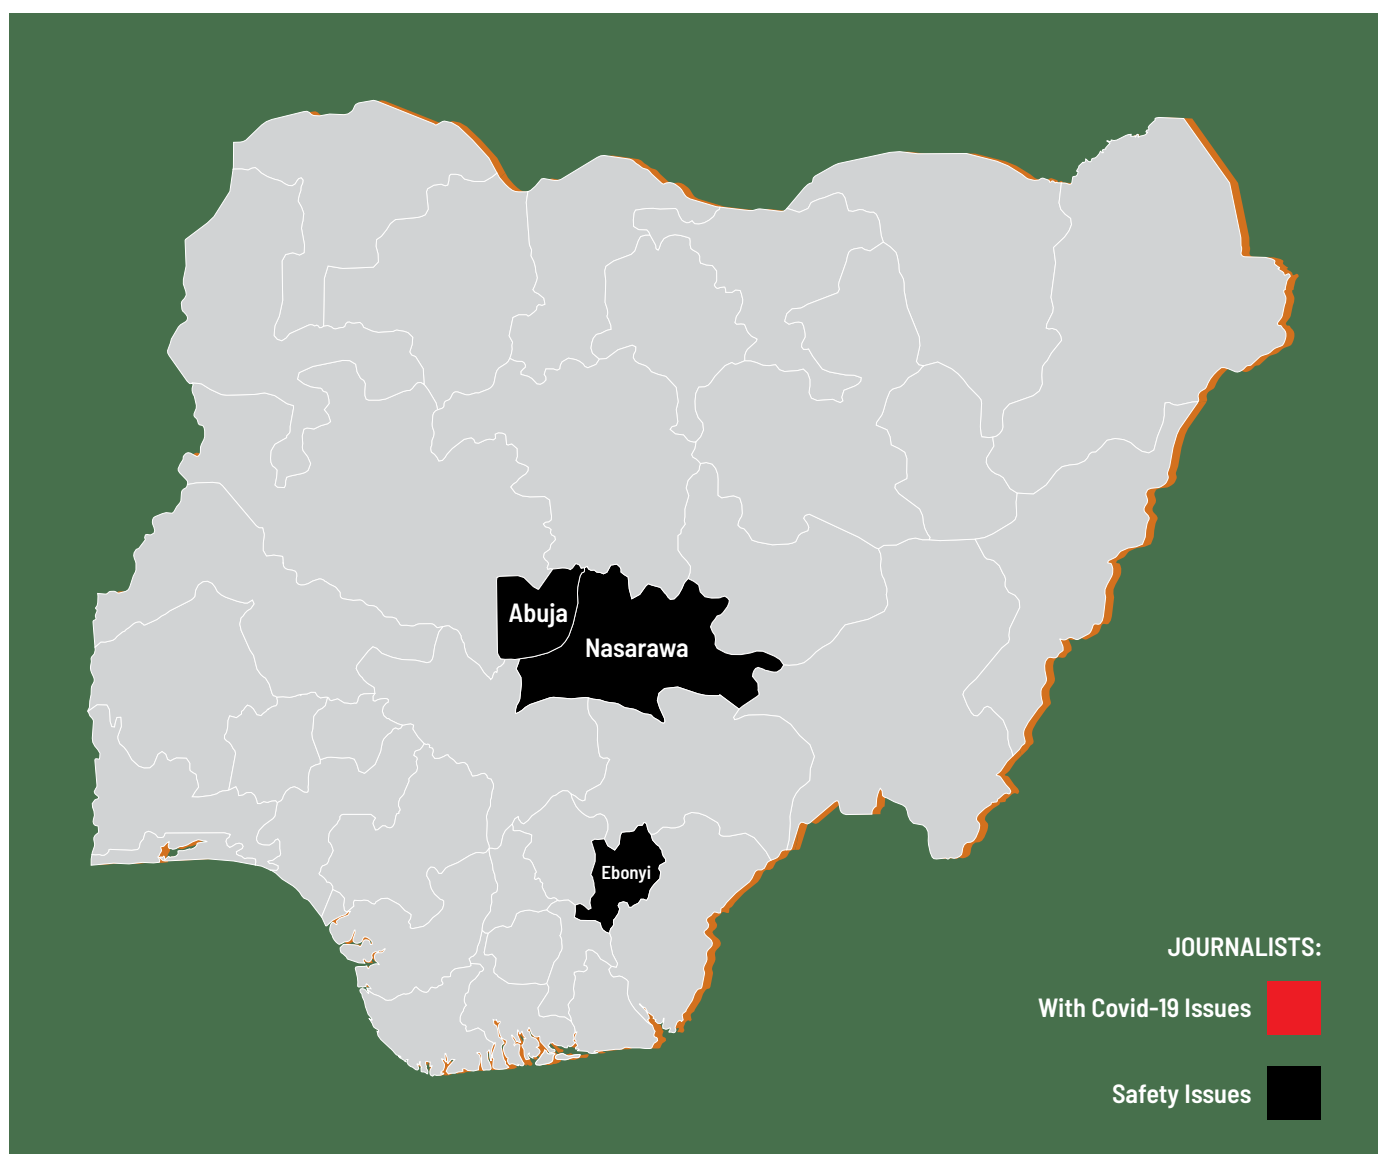 Abuja
Nasarawa
Ebonyi
JOURNALISTS:
With Covid-19 Issues
Safety Issues